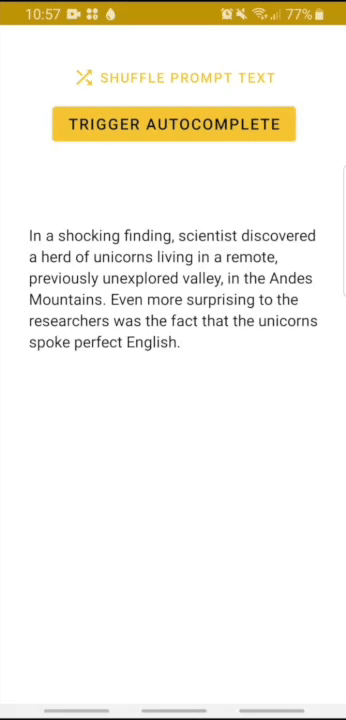 10:57 77%
SHUFFLE PROMPT TEXT
TRIGGER AUTOCOMPLETE
In a shocking finding, scientist discovered
a herd of unicorns living in a remote,
previously unexplored valley, in the Andes
Mountains. Even more surprising to the
researchers was the fact that the unicorns
spoke perfect English.